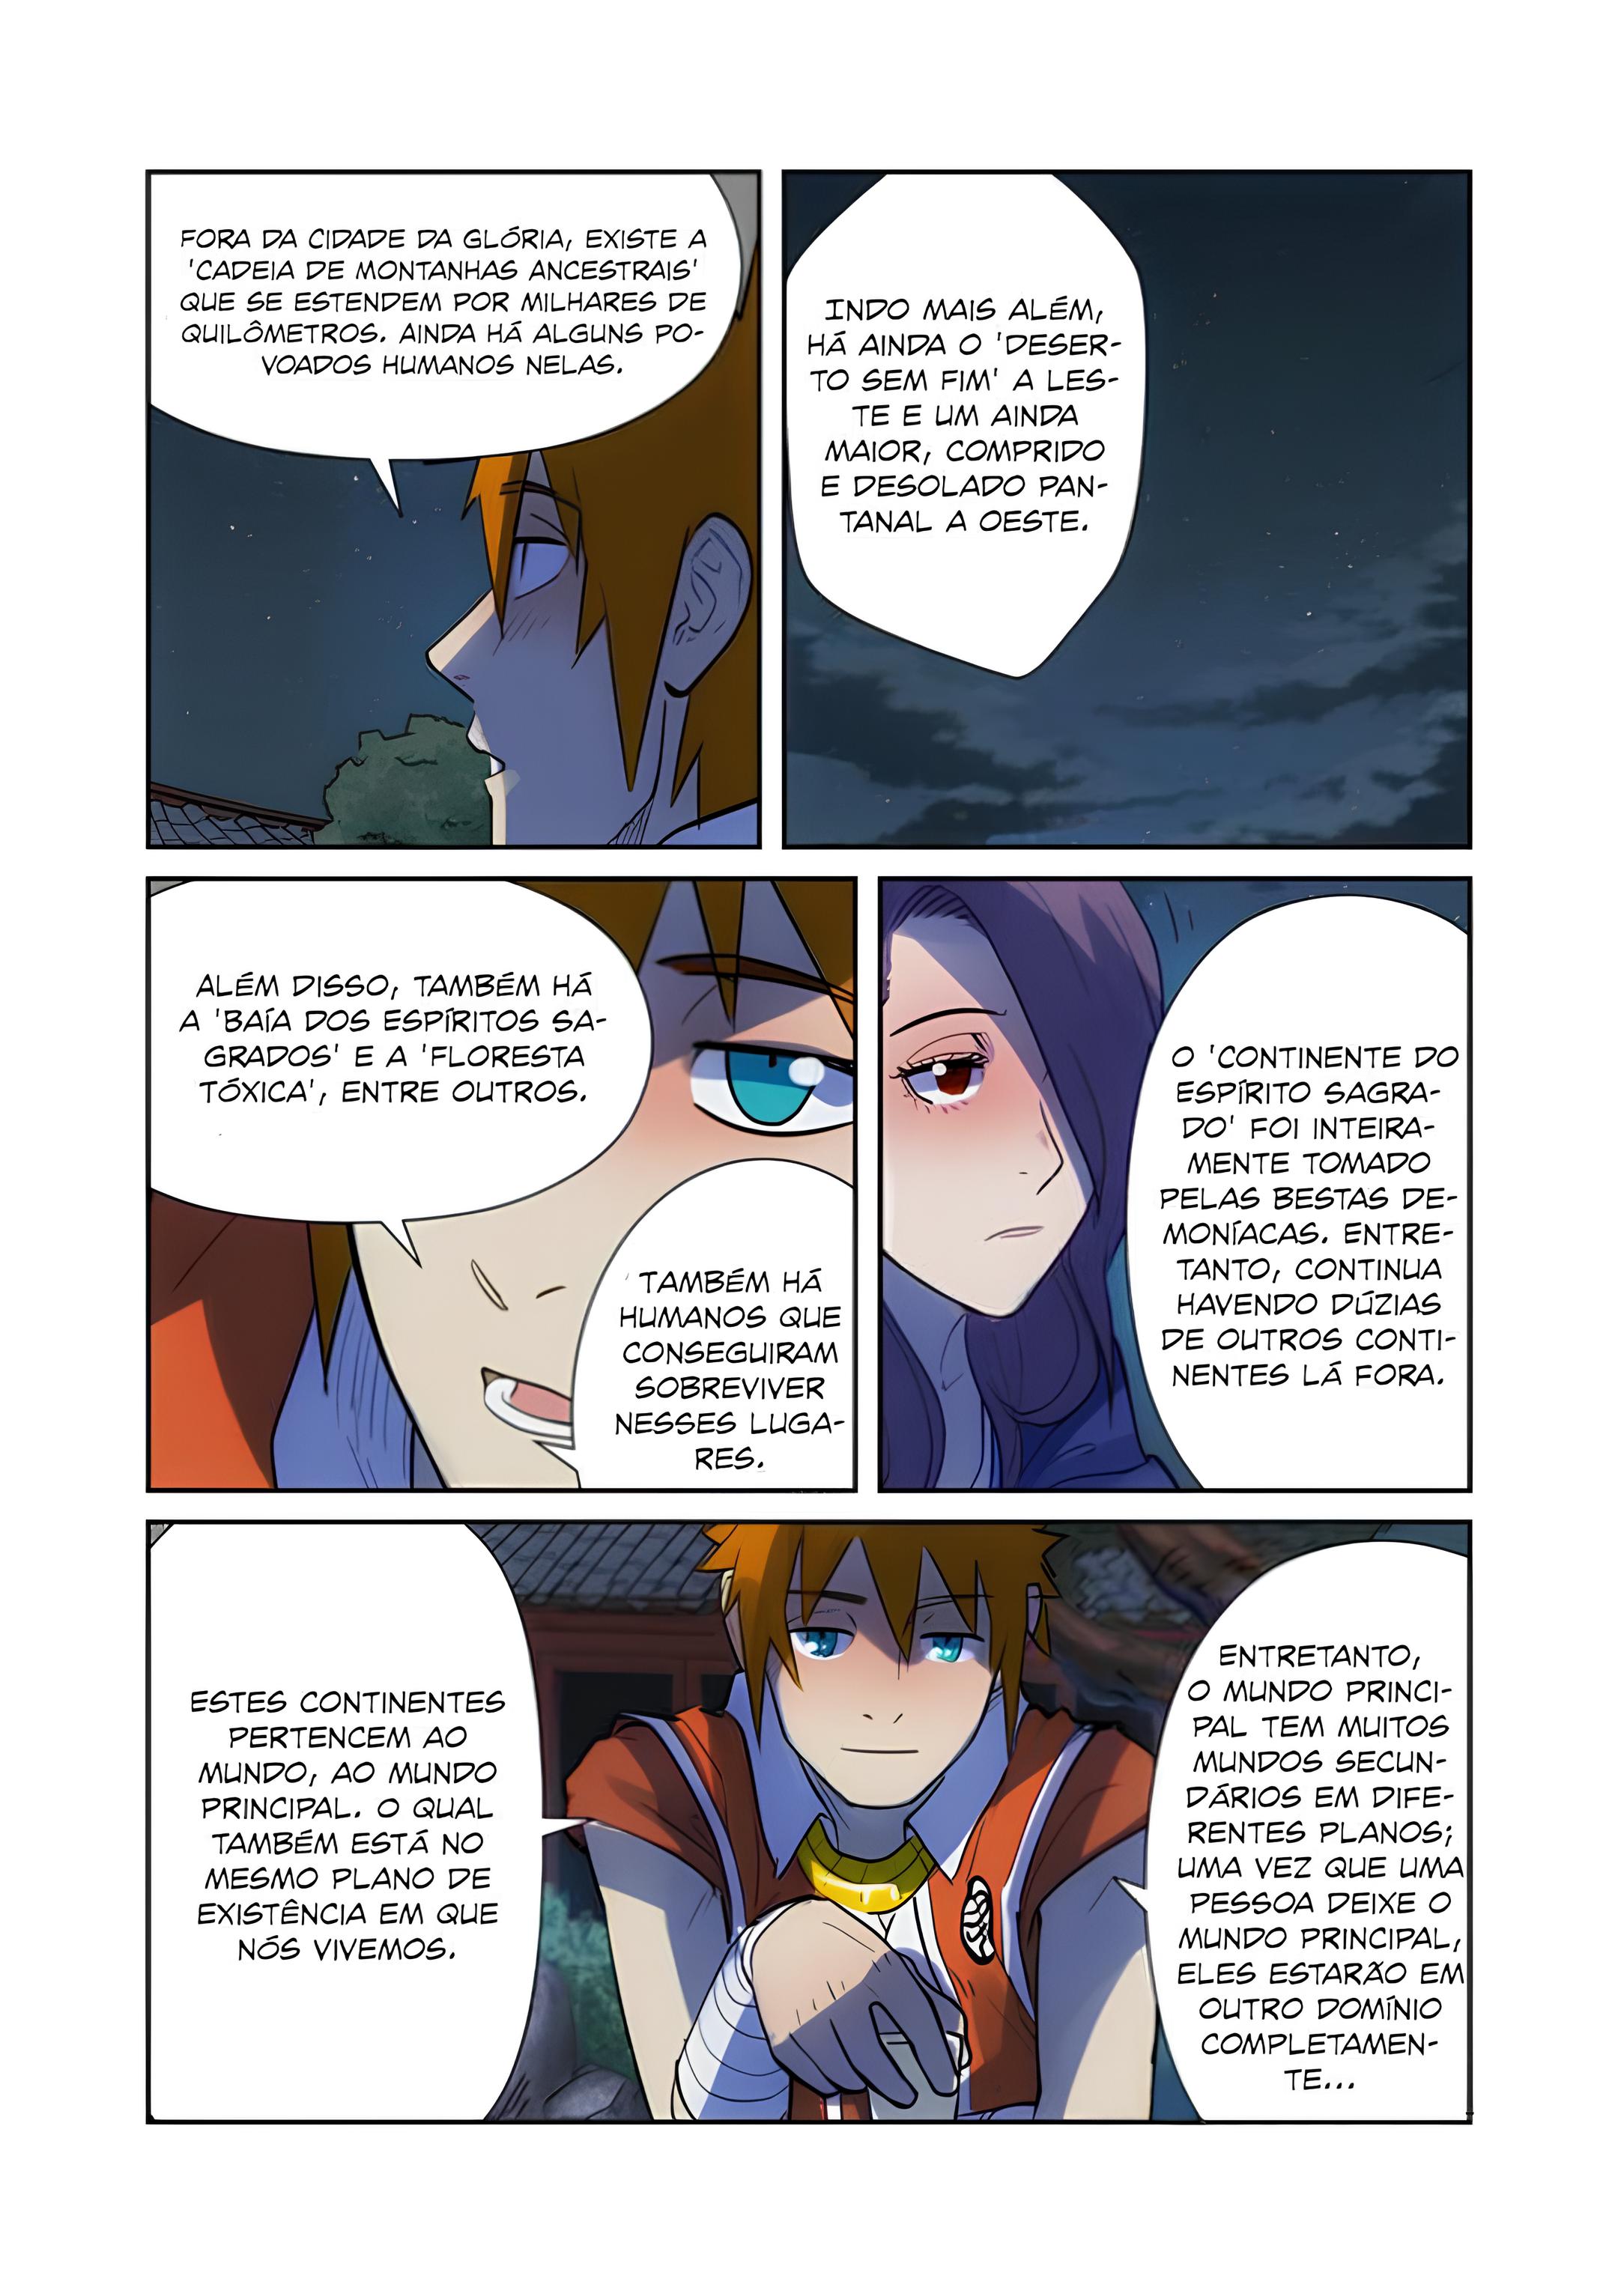 FORA DA CIDADE DA GLÓRIA, EXISTE A
'CADEIA DE MONTANHAS ANCESTRAIS'
QUE SE ESTENDEM POR MILHARES DE
QUILÔMETROS. AINDA HÁ ALGUNS PO-
VOADOS HUMANOS NELAS.
INDO MAIS ALÉM,
HÁ AINDA O 'DESER-
TO SEM FIM' A LES-
TE E UM AINDA
MAIOR, COMPRIDO
E DESOLADO PAN-
TANAL A OESTE.
ALÉM DISSO, TAMBÉM HÁ
A 'BAÍA DOS ESPÍRITOS SA-
GRADOS' E A 'FLORESTA
TÓXICA', ENTRE OUTROS.
TAMBÉM HÁ
HUMANOS QUE
CONSEGUIRAM
SOBREVIVER
NESSES LUGA-
RES.
O 'CONTINENTE DO
ESPÍRITO SAGRA-
DO' FOI INTEIRA-
MENTE TOMADO
PELAS BESTAS DE-
MONÍACAS. ENTRE-
TANTO, CONTINUA
HAVENDO DÚZIAS
DE OUTROS CONTI-
NENTES LÁ FORA.
ESTES CONTINENTES
PERTENCEM AO
MUNDO, AO MUNDO
PRINCIPAL. O QUAL
TAMBÉM ESTÁ NO
MESMO PLANO DE
EXISTÊNCIA EM QUE
NÓS VIVEMOS.
ENTRETANTO,
O MUNDO PRINCI-
PAL TEM MUITOS
MUNDOS SECUN-
DÁRIOS EM DIFE-
RENTES PLANOS;
UMA VEZ QUE UMA
PESSOA DEIXE O
MUNDO PRINCIPAL,
ELES ESTARÃO EM
OUTRO DOMÍNIO
COMPLETAMEN-
TE...